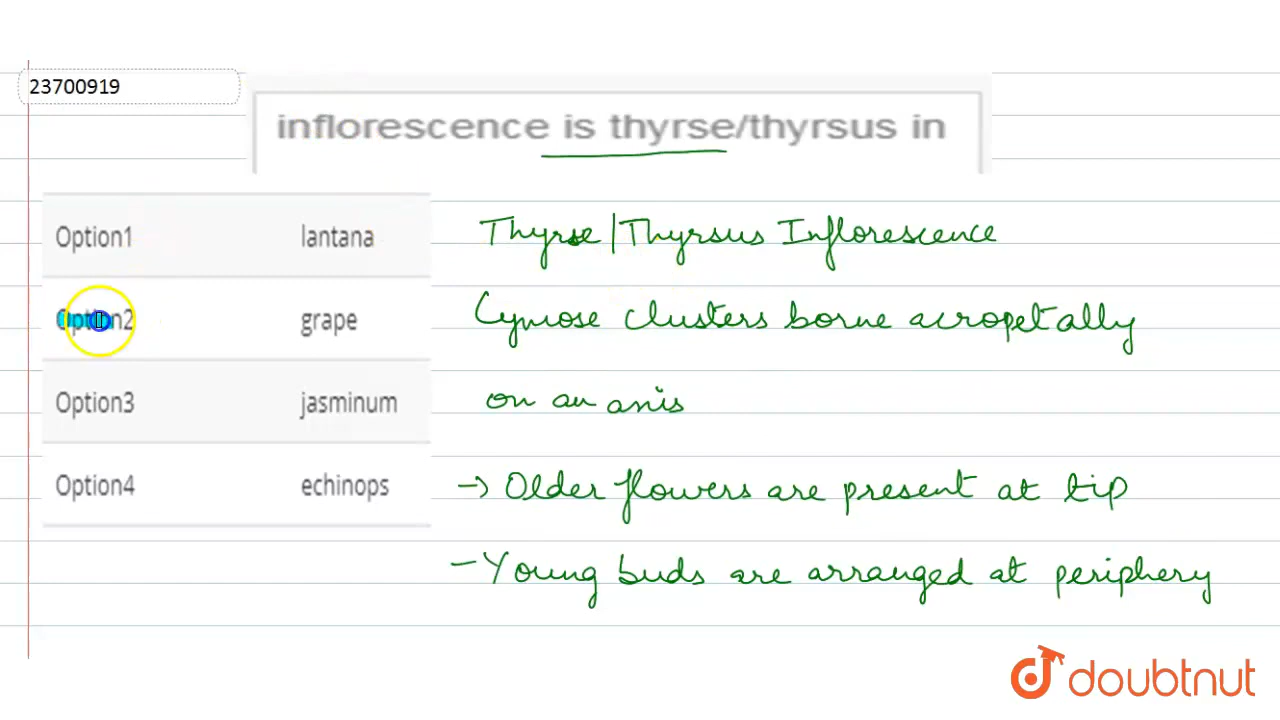 23700919
inflorescence is thyrse/thyrsus in
Option1 lantana
Option2 grape
Option3 jasminum
Option4 echinops
Thyrse/Thyrsus Inflorescence
Cymose clusters borne acropetally
on an axis
→ Older flowers are present at tip
- Young buds are arranged at periphery
doubtnut